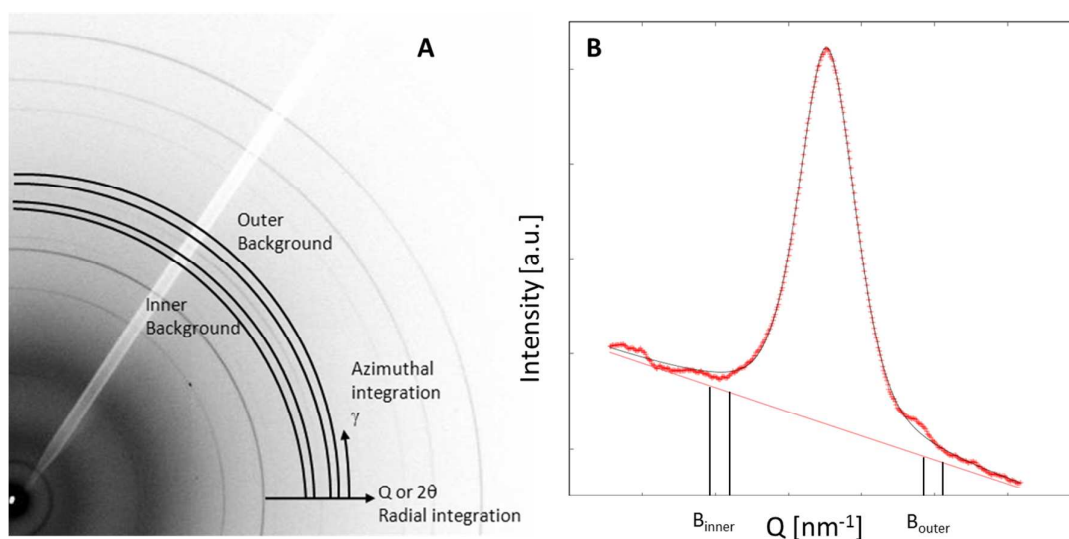 A
Outer
Background
Inner
Background
Azimuthal
integration
γ
Q or 2θ
Radial integration
B
Intensity [a.u.]
B_inner
Q [nm⁻¹]
B_outer